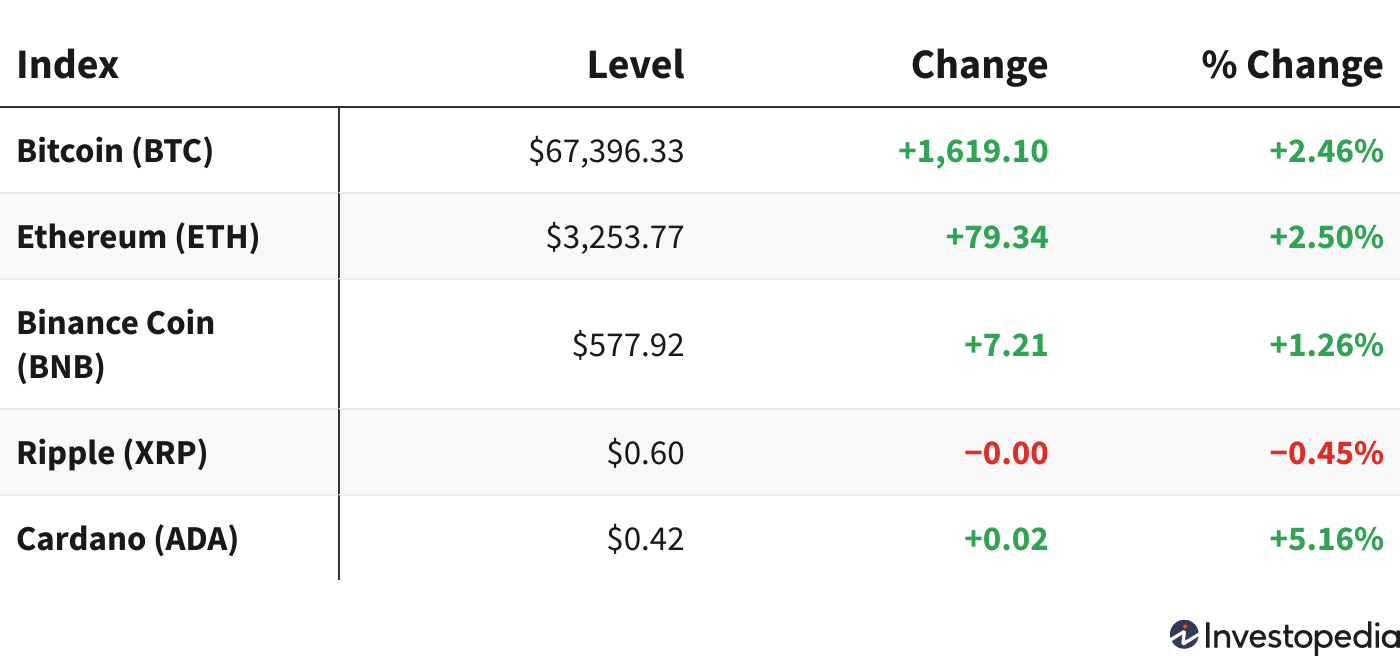 Index Level Change % Change
Bitcoin (BTC) $67,396.33 +1,619.10 +2.46%
Ethereum (ETH) $3,253.77 +79.34 +2.50%
Binance Coin
(BNB) $577.92 +7.21 +1.26%
Ripple (XRP) $0.60 −0.00 −0.45%
Cardano (ADA) $0.42 +0.02 +5.16%
Investopedia